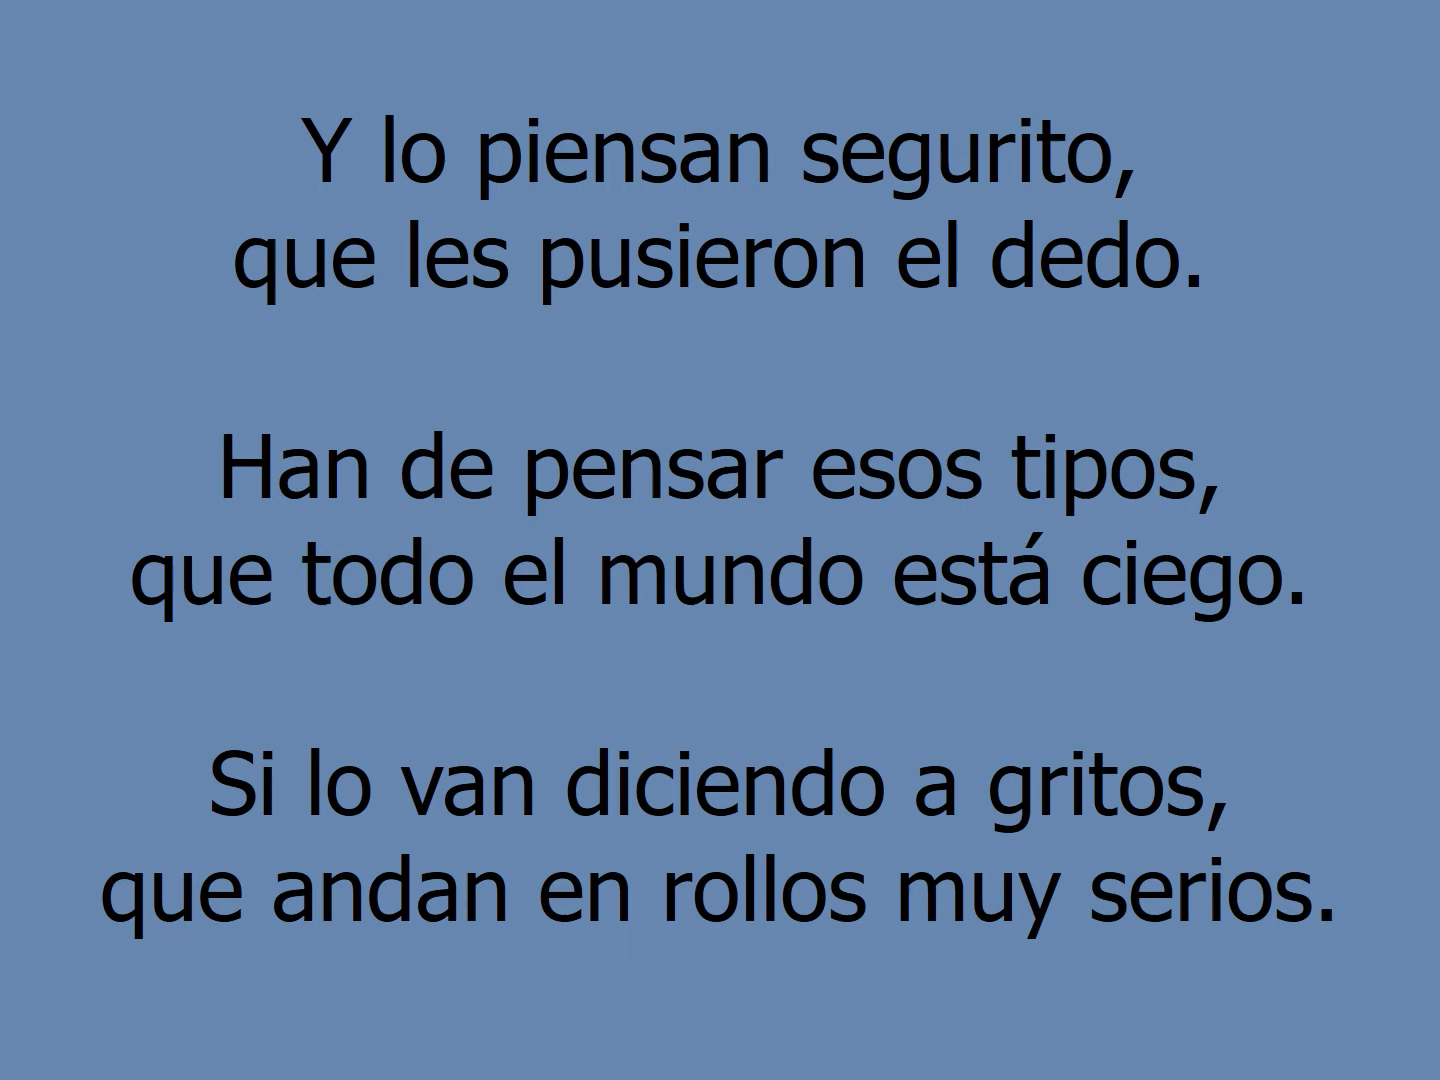 Y lo piensan segurito,
que les pusieron el dedo.
Han de pensar esos tipos,
que todo el mundo está ciego.
Si lo van diciendo a gritos,
que andan en rollos muy serios.